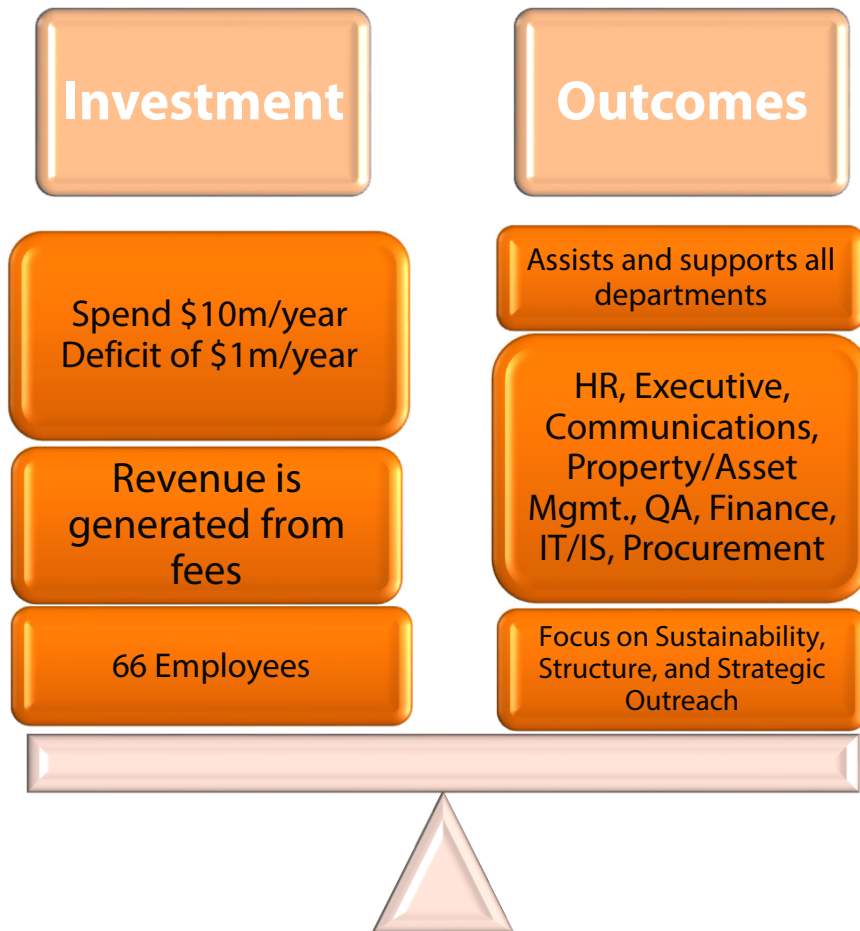 Investment
Spend $10m/year
Deficit of $1m/year
Revenue is
generated from
fees
66 Employees
Outcomes
Assists and supports all
departments
HR, Executive,
Communications,
Property/Asset
Mgmt., QA, Finance,
IT/IS, Procurement
Focus on Sustainability,
Structure, and Strategic
Outreach